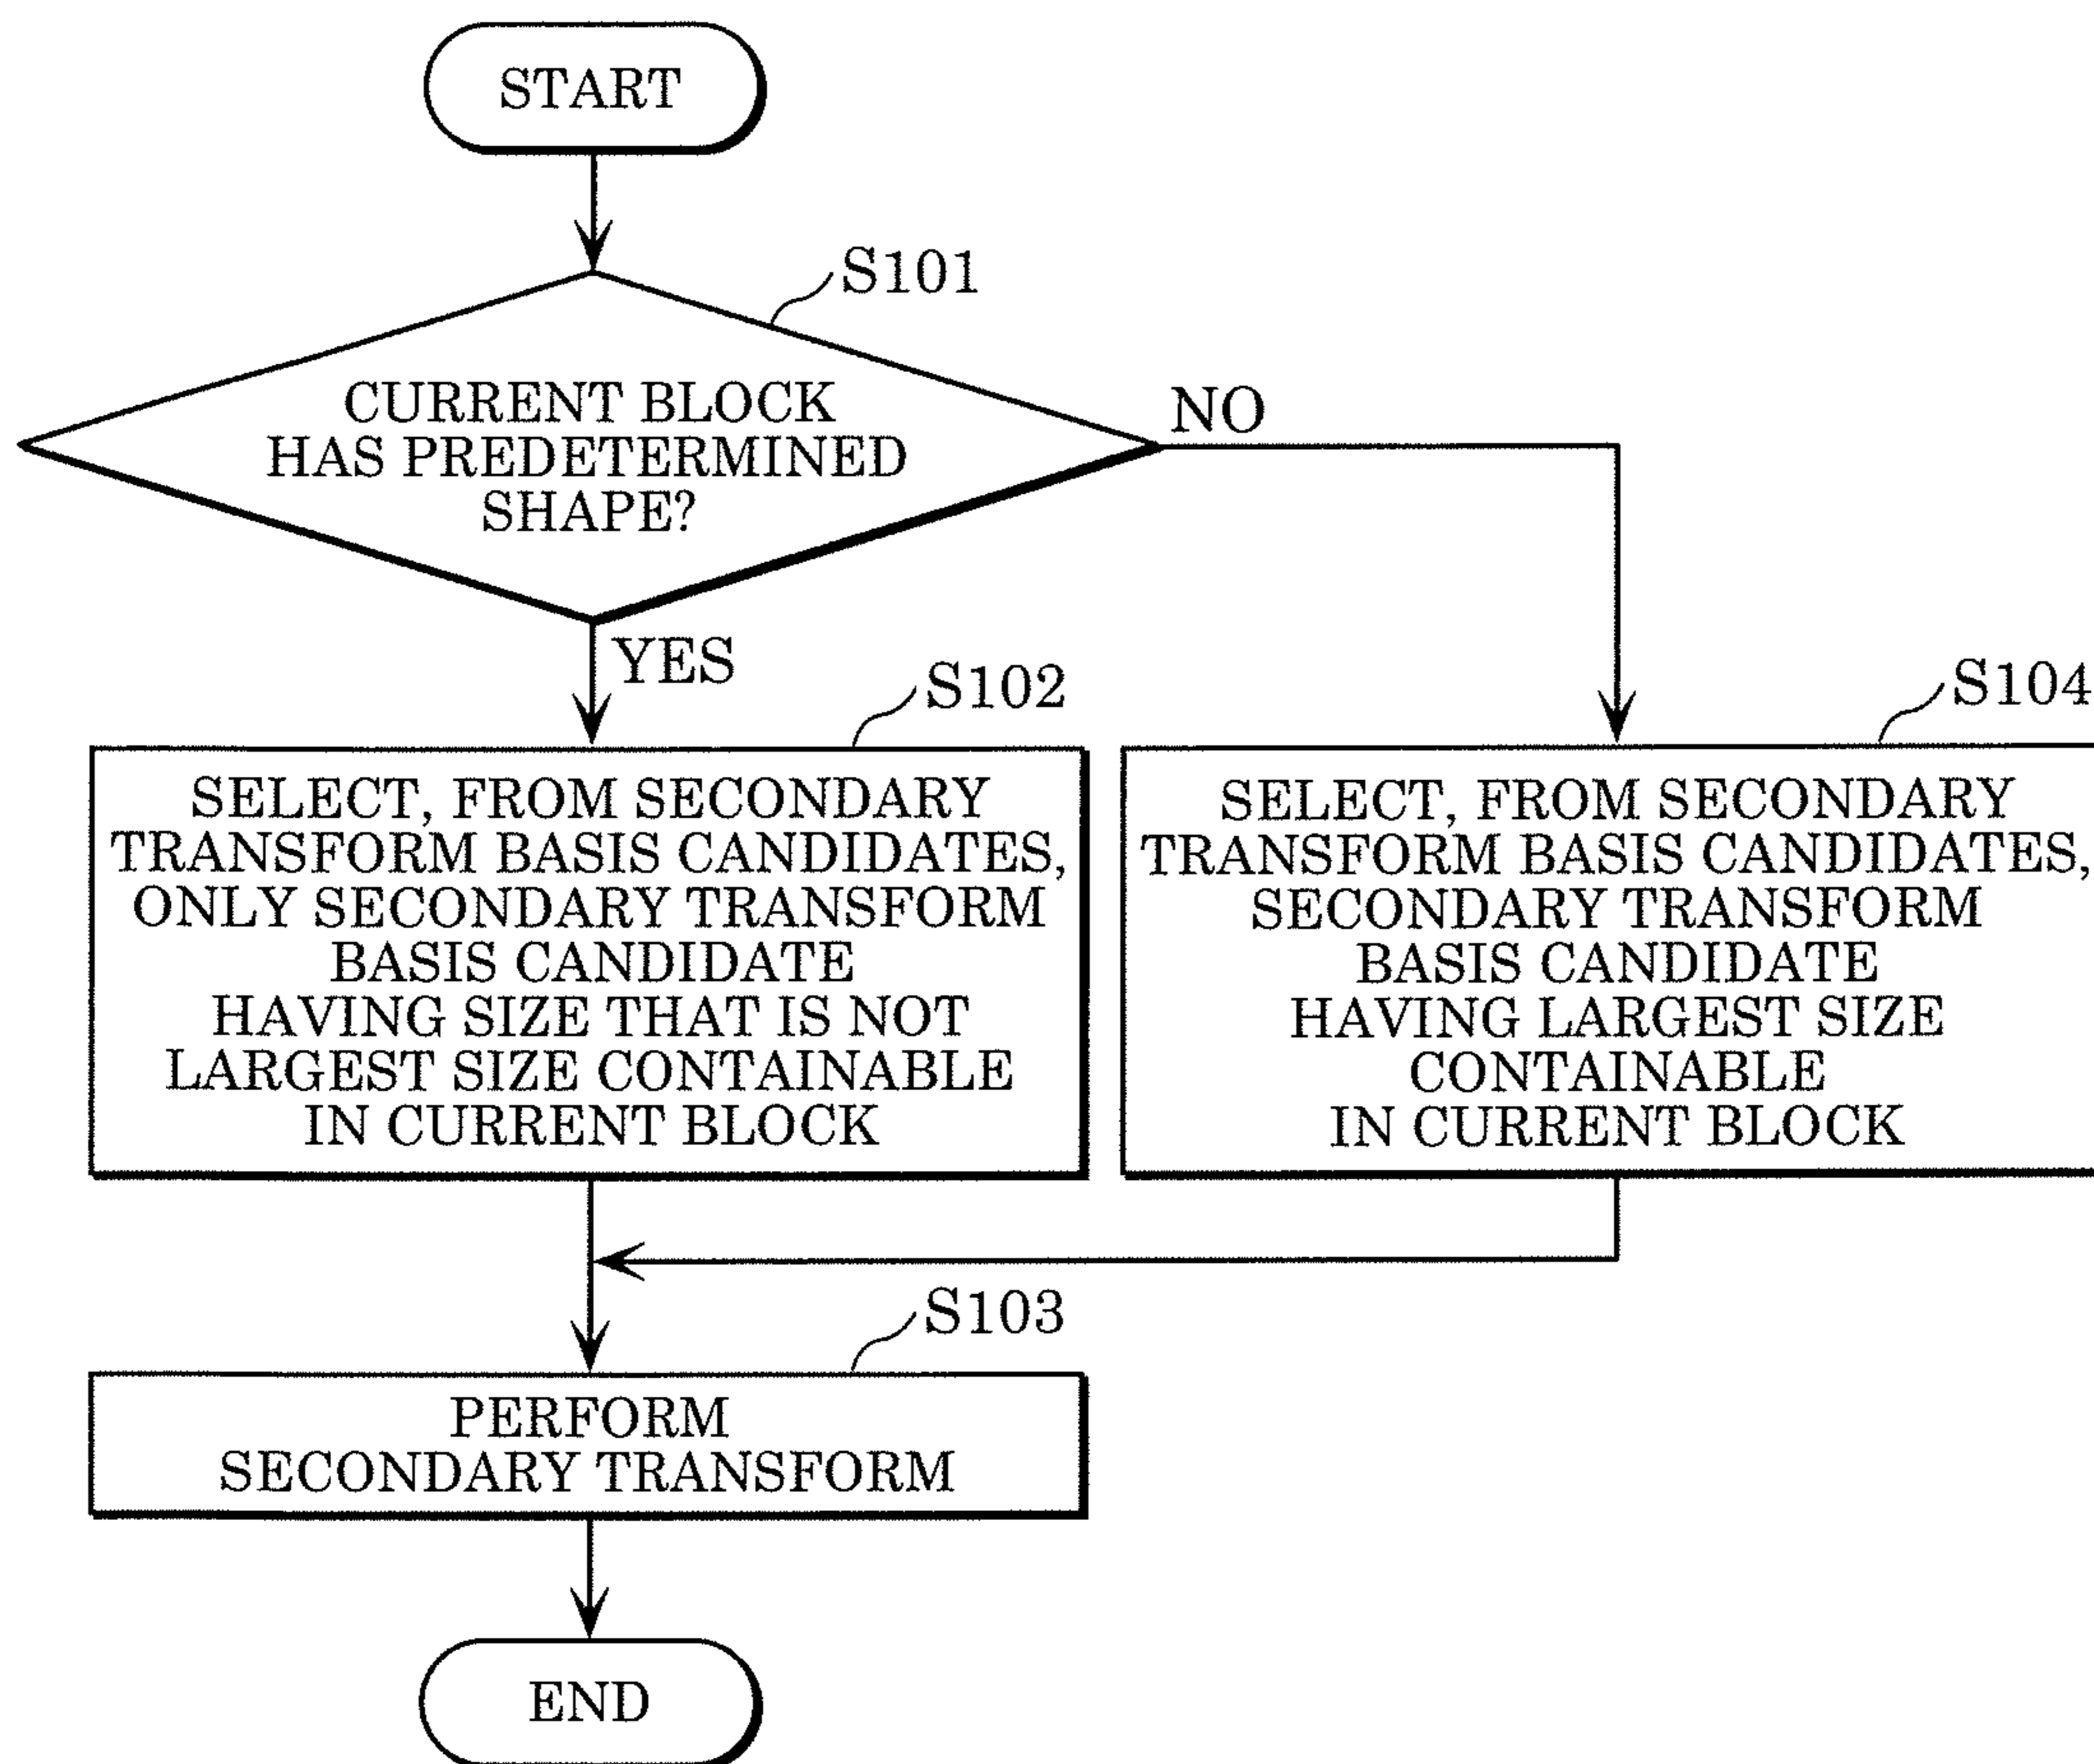 START
S101
CURRENT BLOCK
HAS PREDETERMINED
SHAPE?
NO
YES
S102
SELECT, FROM SECONDARY
TRANSFORM BASIS CANDIDATES,
ONLY SECONDARY TRANSFORM
BASIS CANDIDATE
HAVING SIZE THAT IS NOT
LARGEST SIZE CONTAINABLE
IN CURRENT BLOCK
S104
SELECT, FROM SECONDARY
TRANSFORM BASIS CANDIDATES,
SECONDARY TRANSFORM
BASIS CANDIDATE
HAVING LARGEST SIZE
CONTAINABLE
IN CURRENT BLOCK
S103
PERFORM
SECONDARY TRANSFORM
END